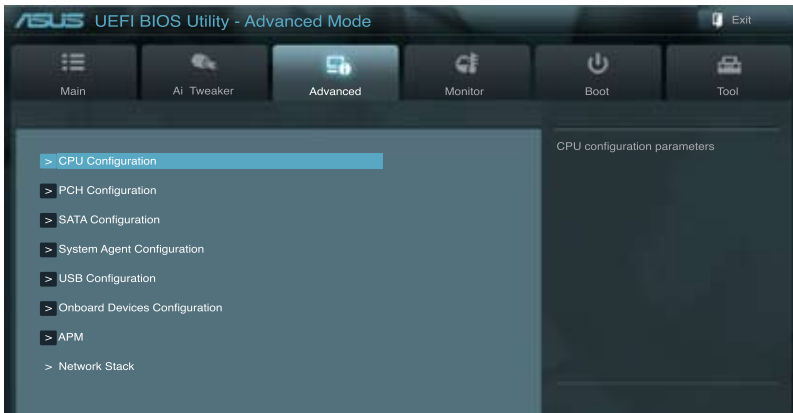 ASUS UEFI BIOS Utility - Advanced Mode
Exit
Main
Ai Tweaker
Advanced
Monitor
Boot
Tool
> CPU Configuration
> PCH Configuration
> SATA Configuration
> System Agent Configuration
> USB Configuration
> Onboard Devices Configuration
> APM
> Network Stack
CPU configuration parameters